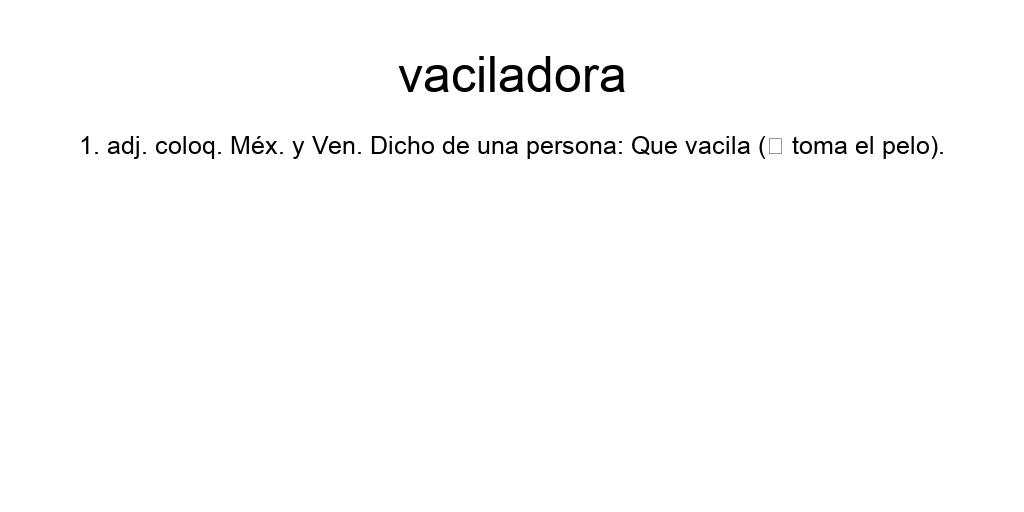 vaciladora
1. adj. coloq. Méx. y Ven. Dicho de una persona: Que vacila (□ toma el pelo).